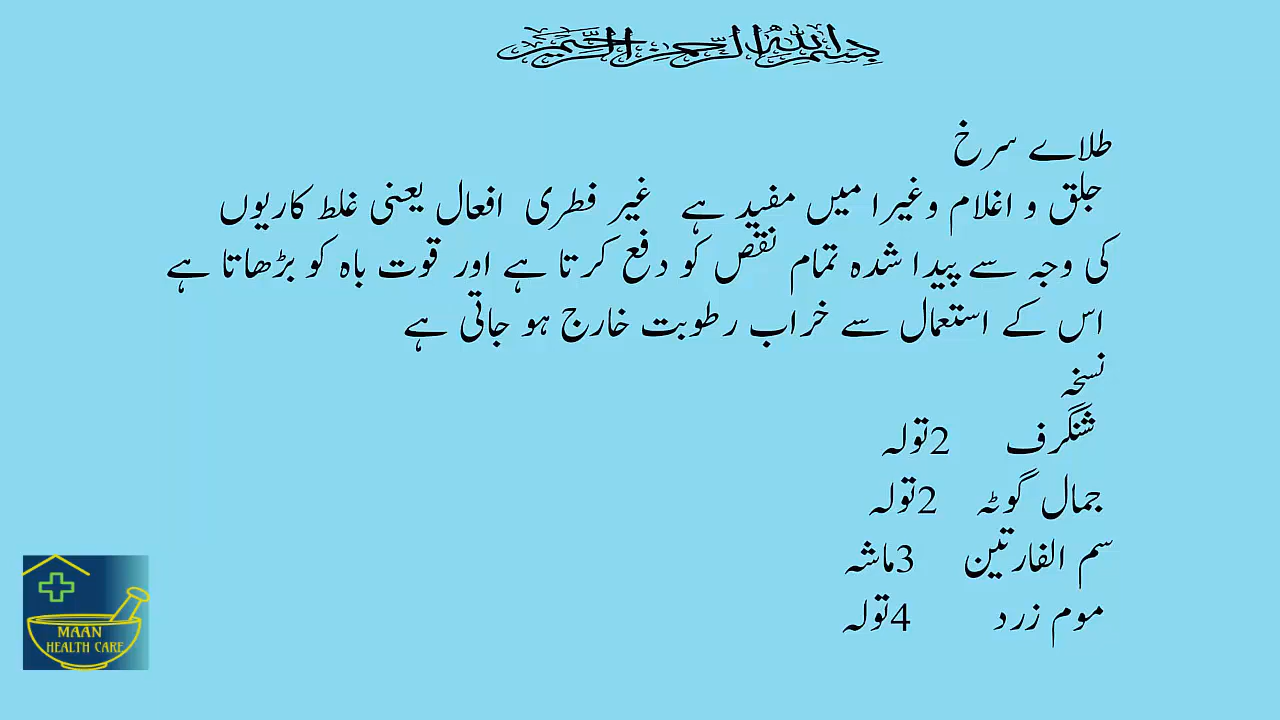 بسم اللہ الرحمن الرحیم
طلاے سرخ
جلق و اغلام وغیرا میں مفید ہے غیر فطری افعال یعنی غلط کاریوں
کی وجہ سے پیدا شدہ تمام نقص کو دفع کرتا ہے اور قوت باہ کو بڑھاتا ہے
اس کے استعمال سے خراب رطوبت خارج ہو جاتی ہے
نسخہ
شنگرف 2تولہ
جمال گوٹہ 2تولہ
سم الفارتین 3ماشہ
موم زرد 4تولہ
MAAN
HEALTH CARE